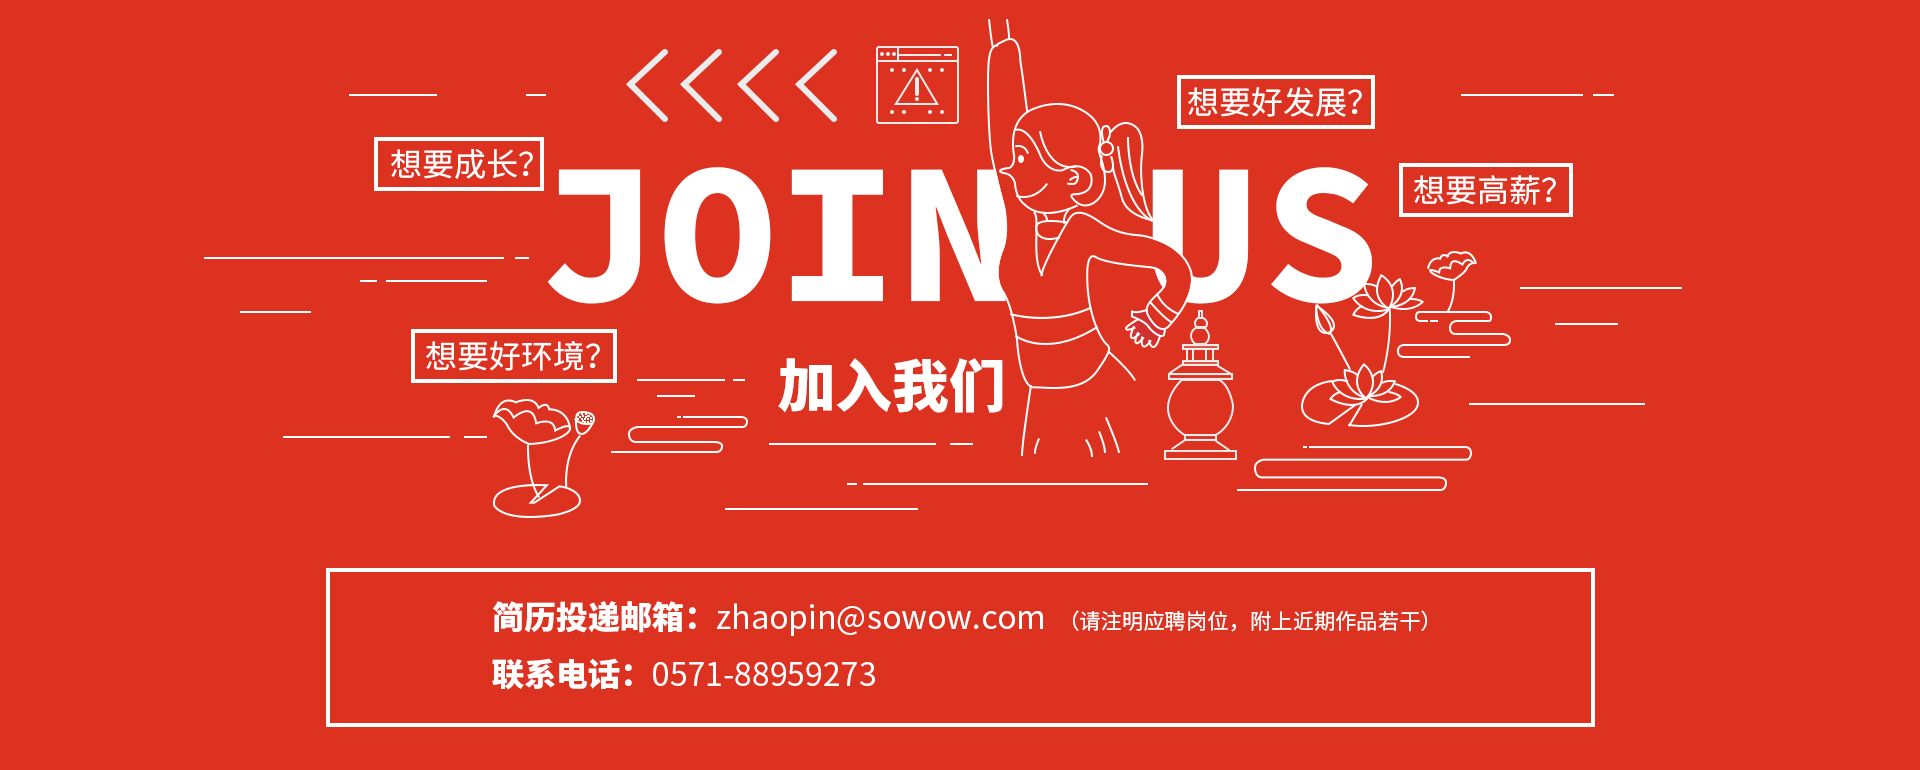 想要好发展？
想要成长？
想要高薪？
JOIN US
想要好环境？
加入我们
简历投递邮箱：zhaopin@sowow.com （请注明应聘岗位，附上近期作品若干）
联系电话：0571-88959273